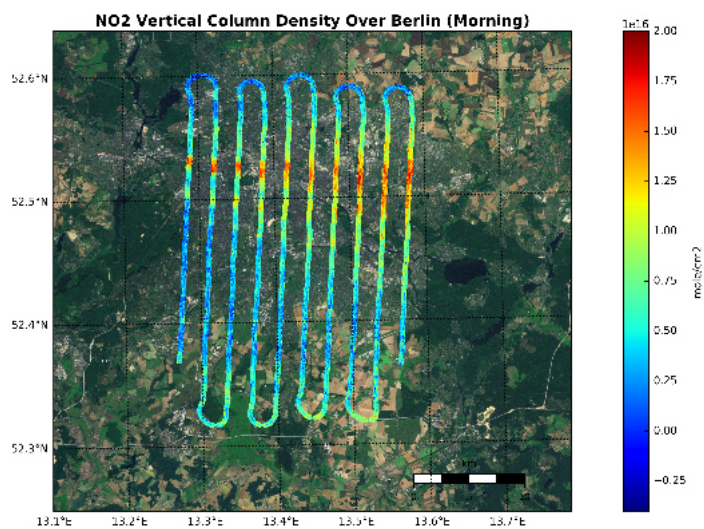 NO2 Vertical Column Density Over Berlin (Morning)
1e16
2.00
52.6°N
1.75
1.50
52.5°N
1.25
1.00
0.75
mole/cm2
52.4°N
0.50
0.25
0.00
52.3°N
km
−0.25
13.1°E 13.2°E 13.3°E 13.4°E 13.5°E 13.6°E 13.7°E